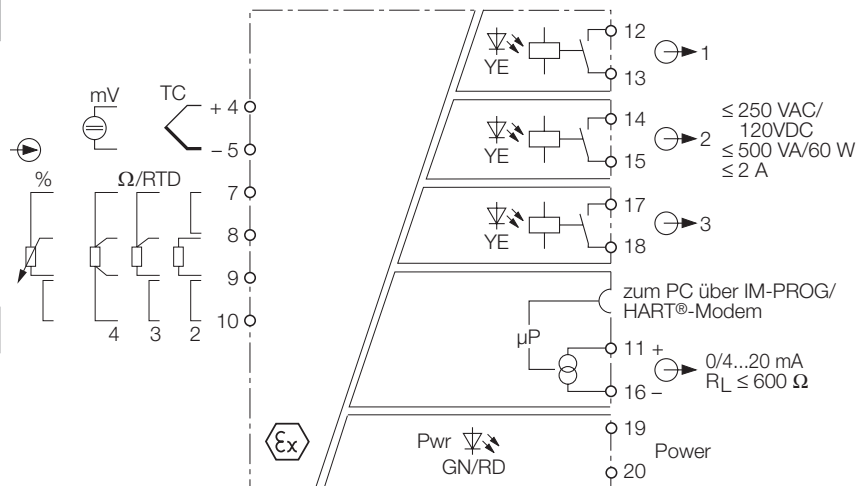 mV
TC
+ 4
– 5
%
Ω/RTD
7
8
9
10
4
3
2
YE
12
13
1
YE
14
15
2
≤ 250 VAC/
120VDC
≤ 500 VA/60 W
≤ 2 A
YE
17
18
3
zum PC über IM-PROG/
HART®-Modem
µP
11 +
16 –
0/4...20 mA
RL ≤ 600 Ω
Ex
Pwr
GN/RD
19
20
Power